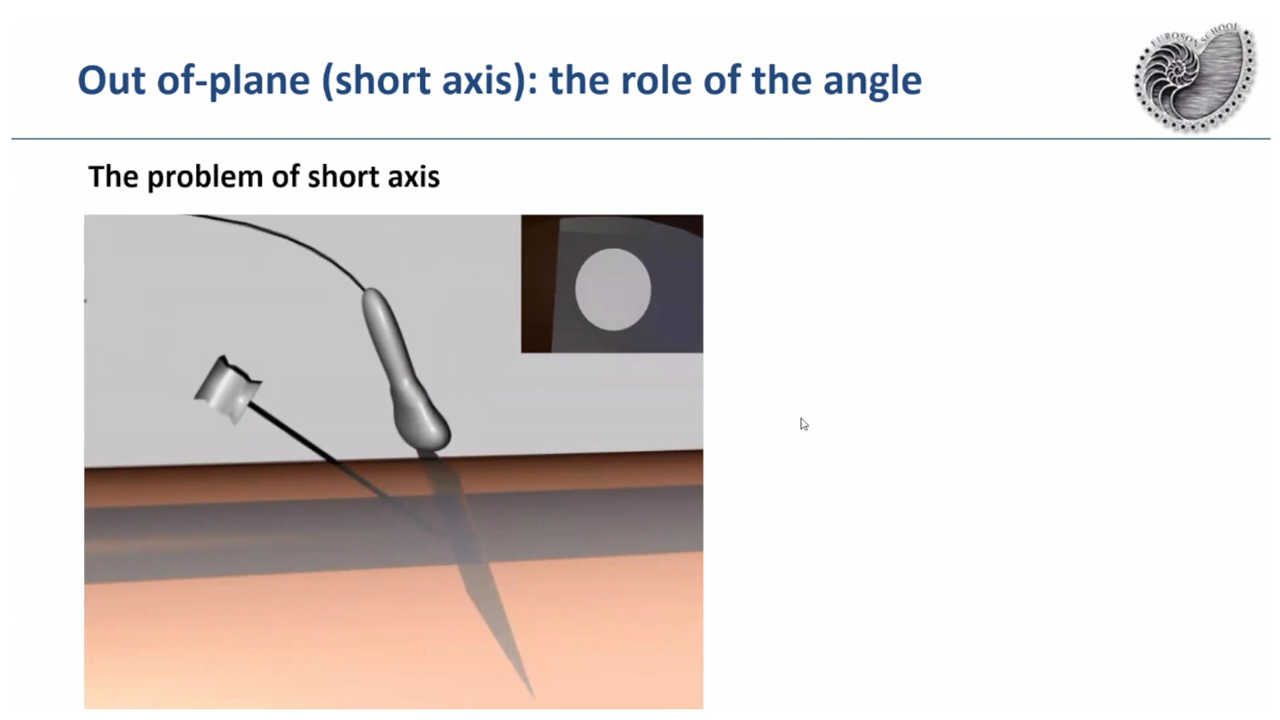 Out of-plane (short axis): the role of the angle
EUROSON SCHOOL
The problem of short axis